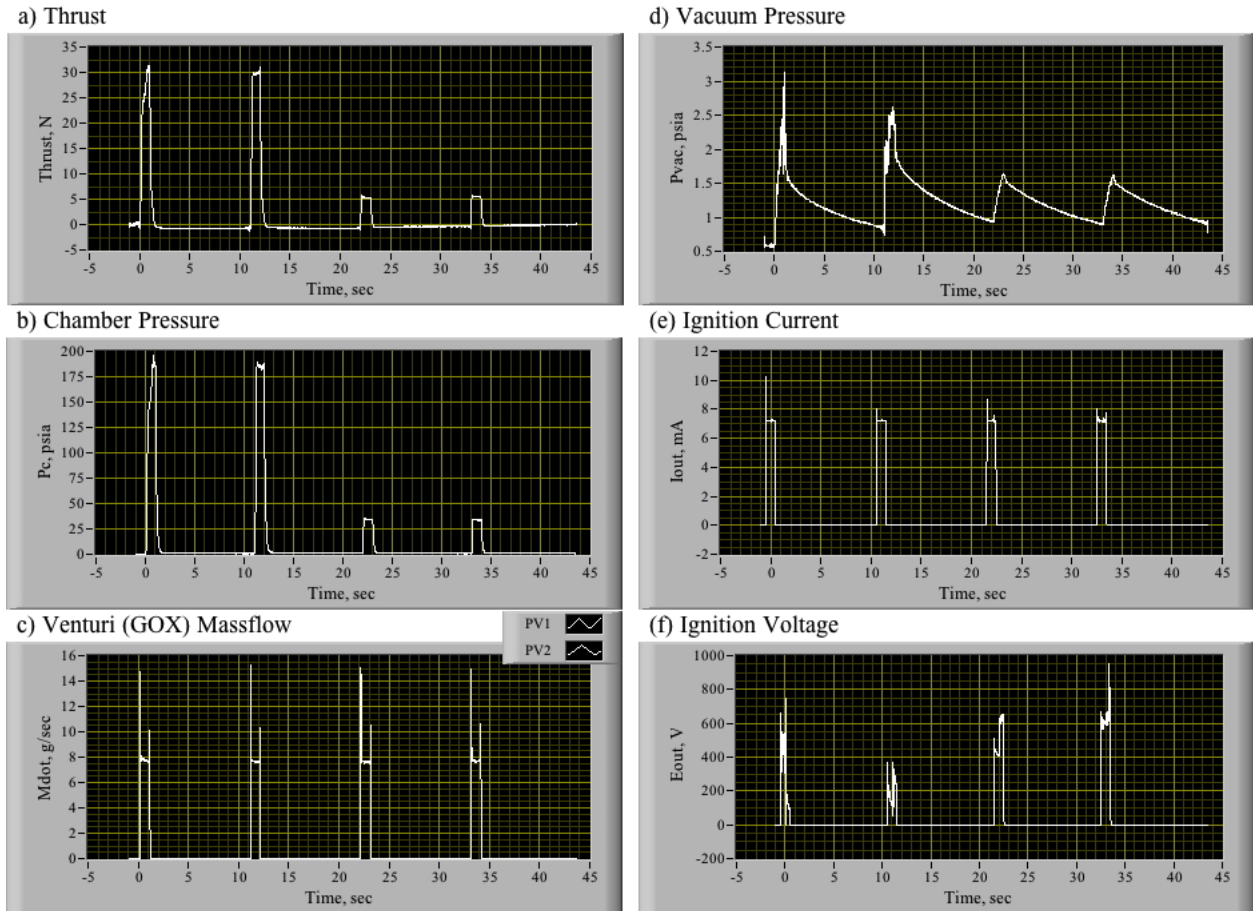 a) Thrust
35
30
25
20
15
10
5
0
-5
Thrust, N
-5 0 5 10 15 20 25 30 35 40 45
Time, sec
b) Chamber Pressure
200
175
150
125
100
75
50
25
0
Pc, psia
-5 0 5 10 15 20 25 30 35 40 45
Time, sec
c) Venturi (GOX) Massflow
PV1
PV2
16
14
12
10
8
6
4
2
0
Mdot, g/sec
-5 0 5 10 15 20 25 30 35 40 45
Time, sec
d) Vacuum Pressure
3.5
3
2.5
2
1.5
1
0.5
Pvac, psia
-5 0 5 10 15 20 25 30 35 40 45
Time, sec
(e) Ignition Current
12
10
8
6
4
2
0
-2
Iout, mA
-5 0 5 10 15 20 25 30 35 40 45
Time, sec
(f) Ignition Voltage
1000
800
600
400
200
0
-200
Eout, V
-5 0 5 10 15 20 25 30 35 40 45
Time, sec